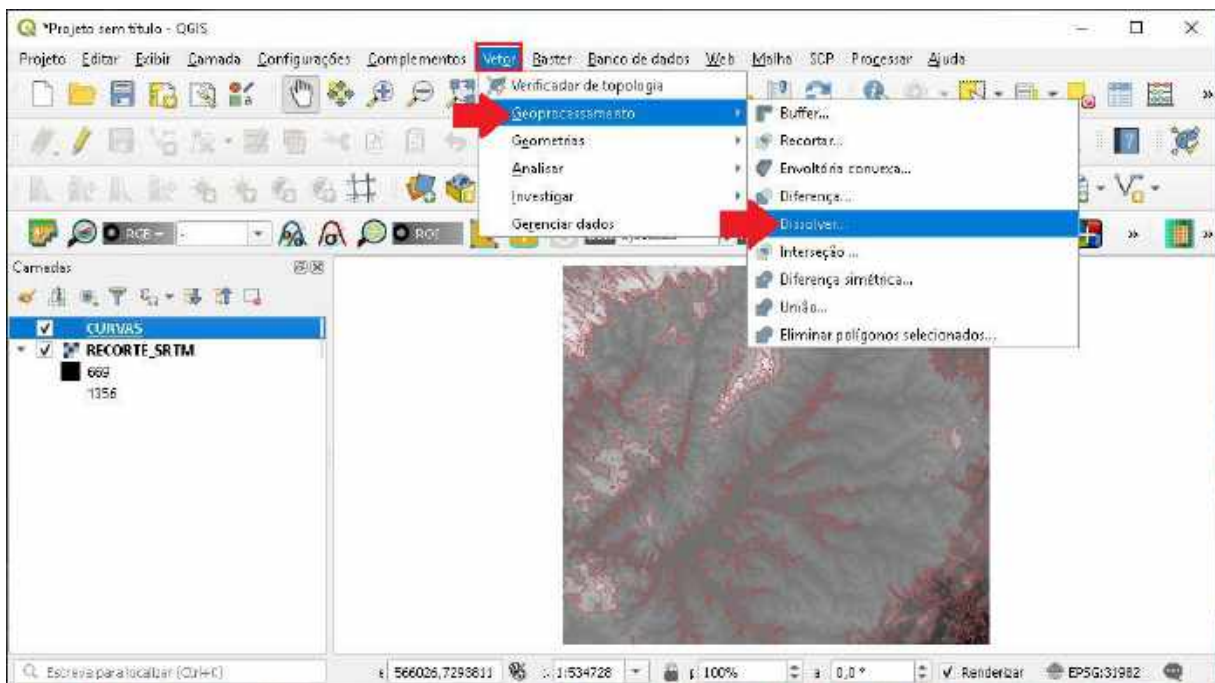 *Projeto sem título - QGIS
Projeto Editar Exibir Camada Configurações Complementos Vetor Raster Banco de dados Web Malha SCP Processar Ajuda
Verificador de topologia
Geoprocessamento
Geometrias
Analisar
Investigar
Gerenciar dados
Buffer...
Recortar...
Envoltória convexa...
Diferença...
Dissolver...
Interseção ...
Diferença simétrica...
União...
Eliminar polígonos selecionados...
RGB =
Camadas
CURVAS
RECORTE_SRTM
669
1356
Escreva para localizar (Ctrl+K)
566026,7293811
1:534728
100%
0,0 °
Renderizar
EPSG:31982